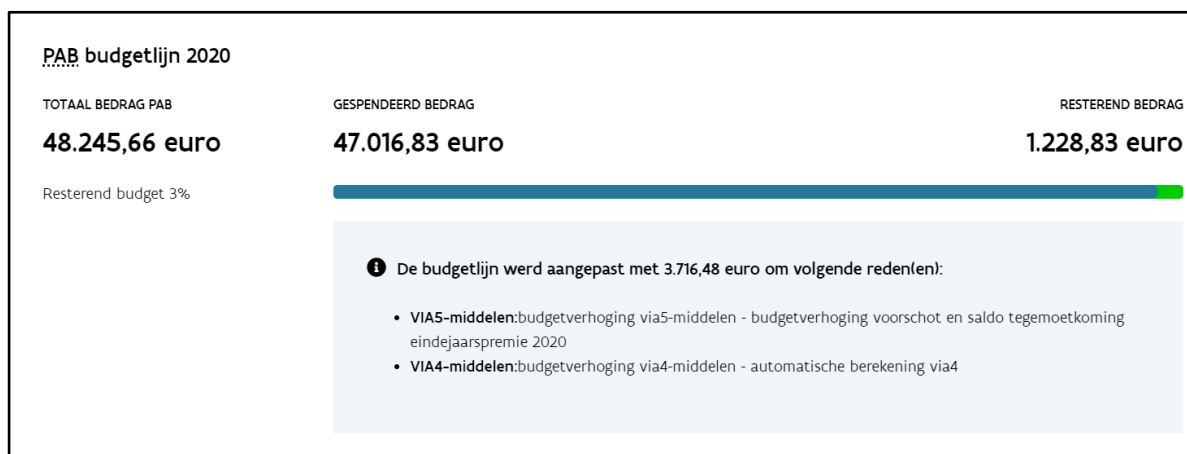 PAB budgetlijn 2020
TOTAAL BEDRAG PAB
48.245,66 euro
Resterend budget 3%
GESPENDEERD BEDRAG
47.016,83 euro
RESTEREND BEDRAG
1.228,83 euro
De budgetlijn werd aangepast met 3.716,48 euro om volgende reden(en):
• VIA5-middelen:budgetverhoging via5-middelen - budgetverhoging voorschot en saldo tegemoetkoming
eindejaarspremie 2020
• VIA4-middelen:budgetverhoging via4-middelen - automatische berekening via4